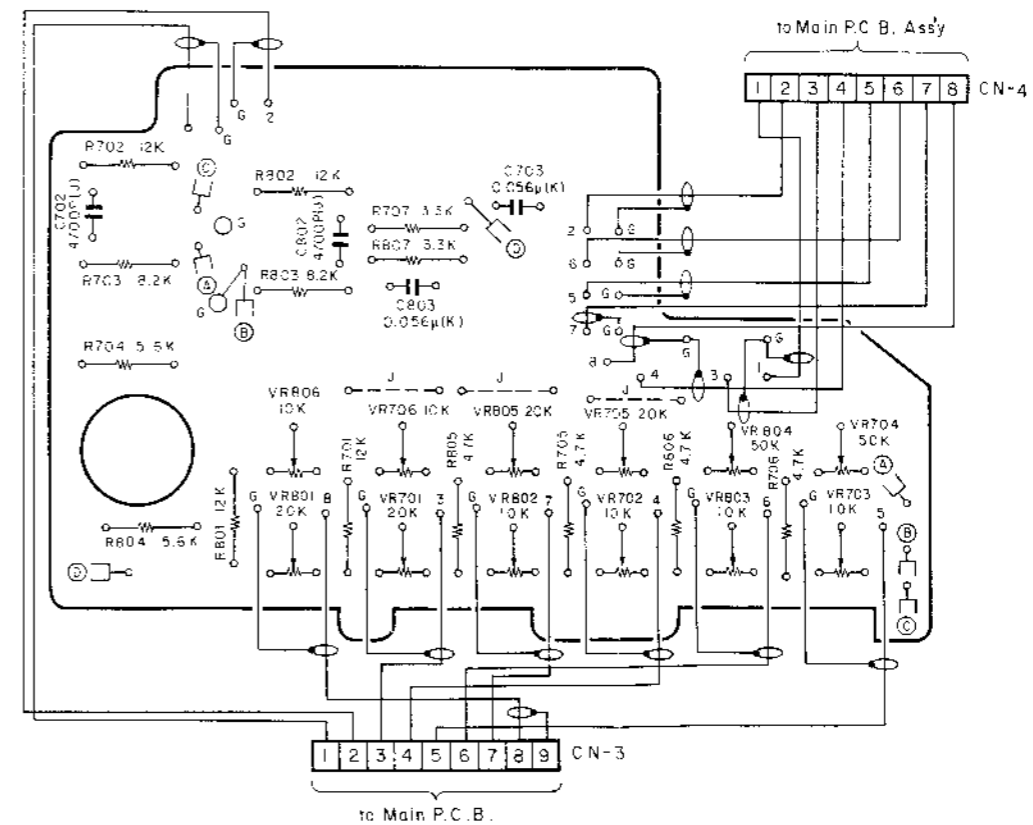 to Main P.C.B. Ass'y
1 2 3 4 5 6 7 8 CN-4
1 G G 2
R702 12K
C
R802 12K
C703
0.056μ(K)
C702
4700P(J)
G
C802
4700P(J)
R707 3.3K
D
R807 3.3K
2 G
R703 8.2K
A
R803 8.2K
6 G
G
B
C803
0.056μ(K)
5 G
7 G
R704 5.6K
8
G
G
J
J
4
3
1
VR806
10K
VR706 10K
VR805 20K
J
VR705 20K
VR804
50K
VR704
50K
R701
12K
R805
4.7K
R705
4.7K
R806
4.7K
R706
4.7K
A
R801 12K
G
VR801
20K
8
G
VR701
20K
3
G
VR802
10K
7
G
VR702
10K
4
G
VR803
10K
6
G
VR703
10K
5
R804 5.6K
B
D
C
1 2 3 4 5 6 7 8 9 CN-3
to Main P.C.B.